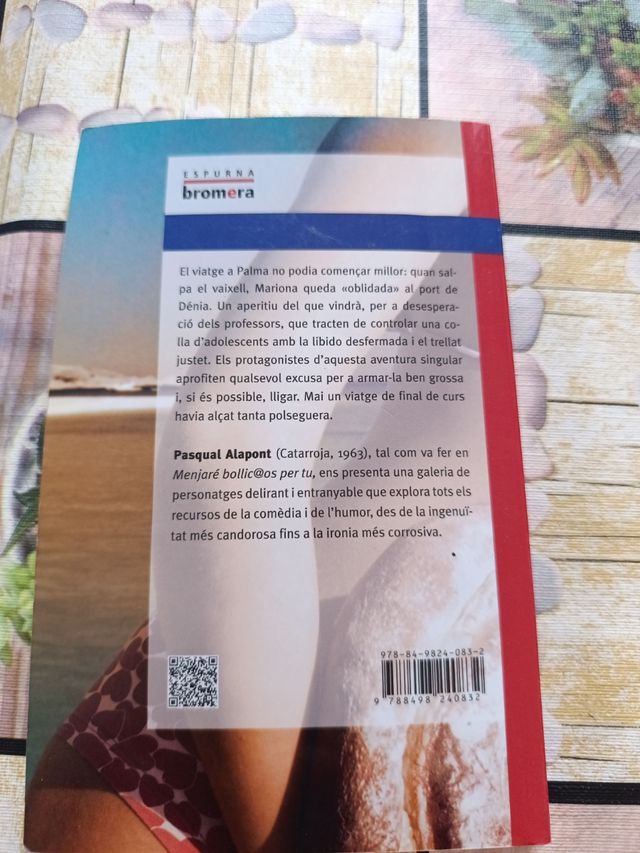 ESPURNA
bromera
El viatge a Palma no podia començar millor: quan sal-
pa el vaixell, Mariona queda «oblidada» al port de
Dénia. Un aperitiu del que vindrà, per a desespera-
ció dels professors, que tracten de controlar una co-
lla d'adolescents amb la libido desfermada i el trellat
justet. Els protagonistes d'aquesta aventura singular
aprofiten qualsevol excusa per a armar-la ben grossa
i, si és possible, lligar. Mai un viatge de final de curs
havia alçat tanta polseguera.
Pasqual Alapont (Catarroja, 1963), tal com va fer en
Menjaré bollic@os per tu, ens presenta una galeria de
personatges delirant i entranyable que explora tots els
recursos de la comèdia i de l'humor, des de la ingenuï-
tat més candorosa fins a la ironia més corrosiva.
978-84-9824-083-2
9 788498 240832